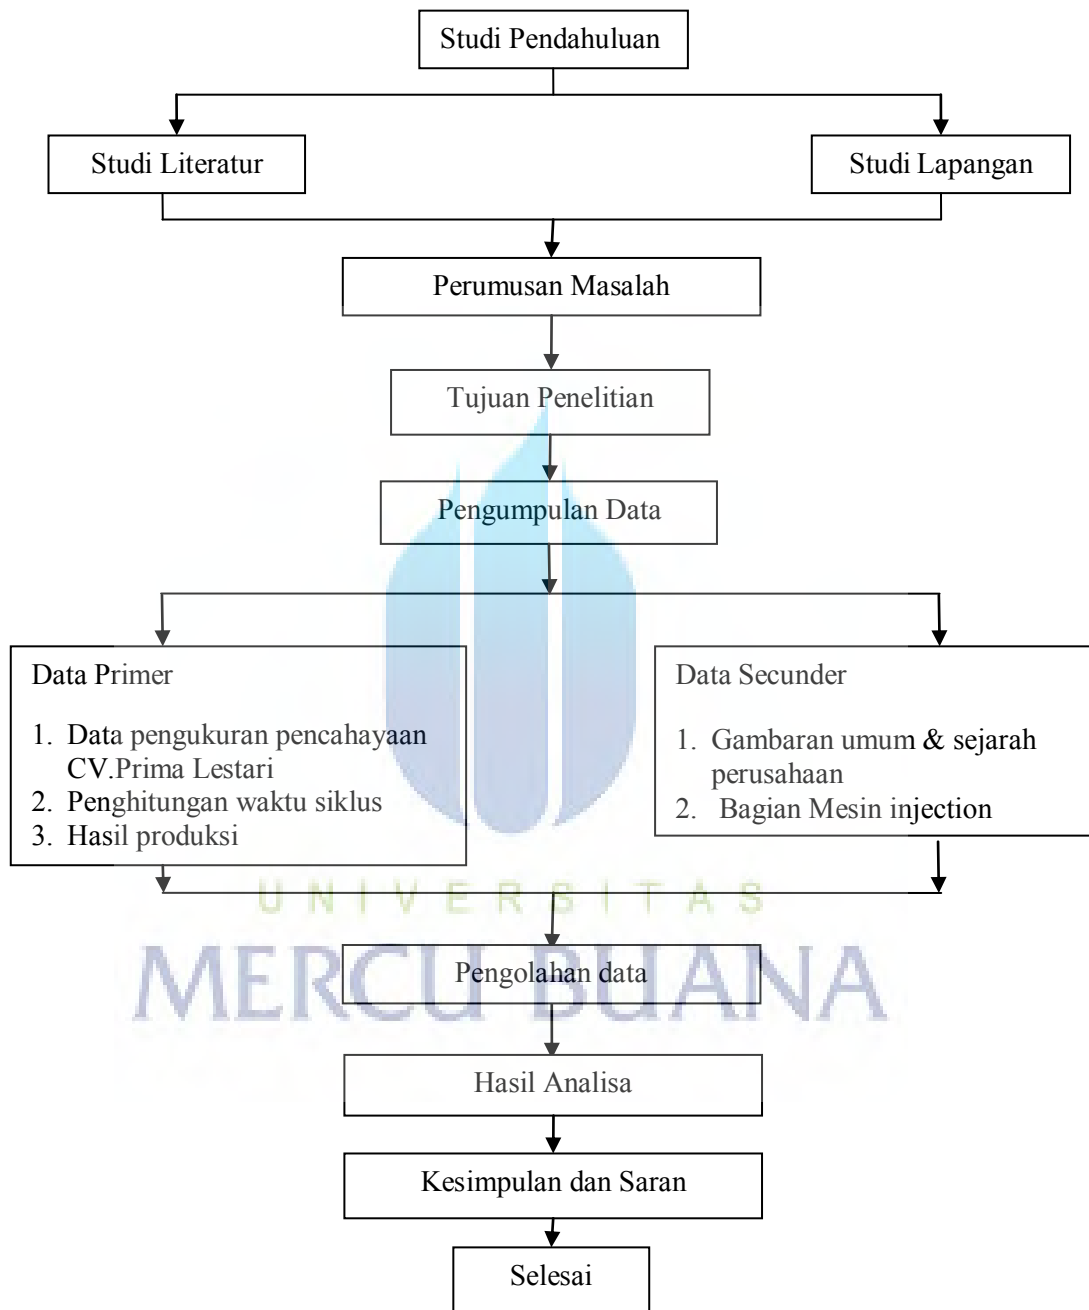 Studi Pendahuluan
Studi Literatur
Studi Lapangan
Perumusan Masalah
Tujuan Penelitian
Pengumpulan Data
Data Primer
1. Data pengukuran pencahayaan
CV.Prima Lestari
2. Penghitungan waktu siklus
3. Hasil produksi
Data Secunder
1. Gambaran umum & sejarah
perusahaan
2. Bagian Mesin injection
UNIVERSITAS
MERCU BUANA
Pengolahan data
Hasil Analisa
Kesimpulan dan Saran
Selesai